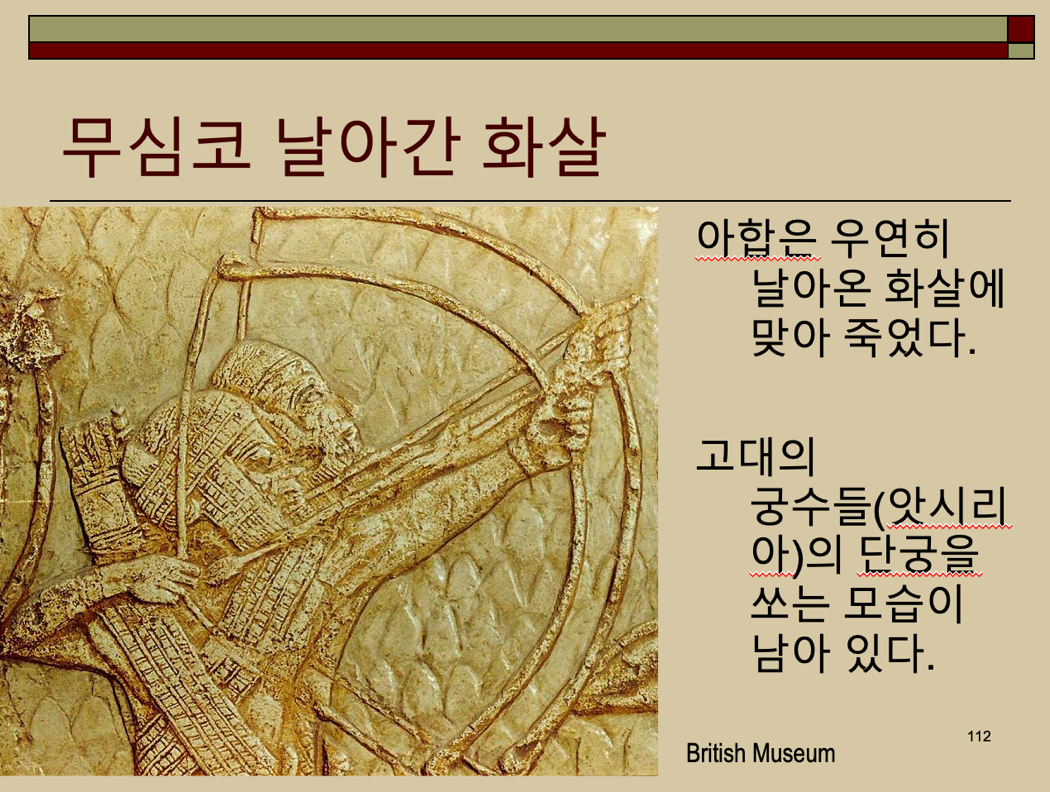 무심코 날아간 화살
아합은 우연히
날아온 화살에
맞아 죽었다.
고대의
궁수들(앗시리
아)의 단궁을
쏘는 모습이
남아 있다.
British Museum
112